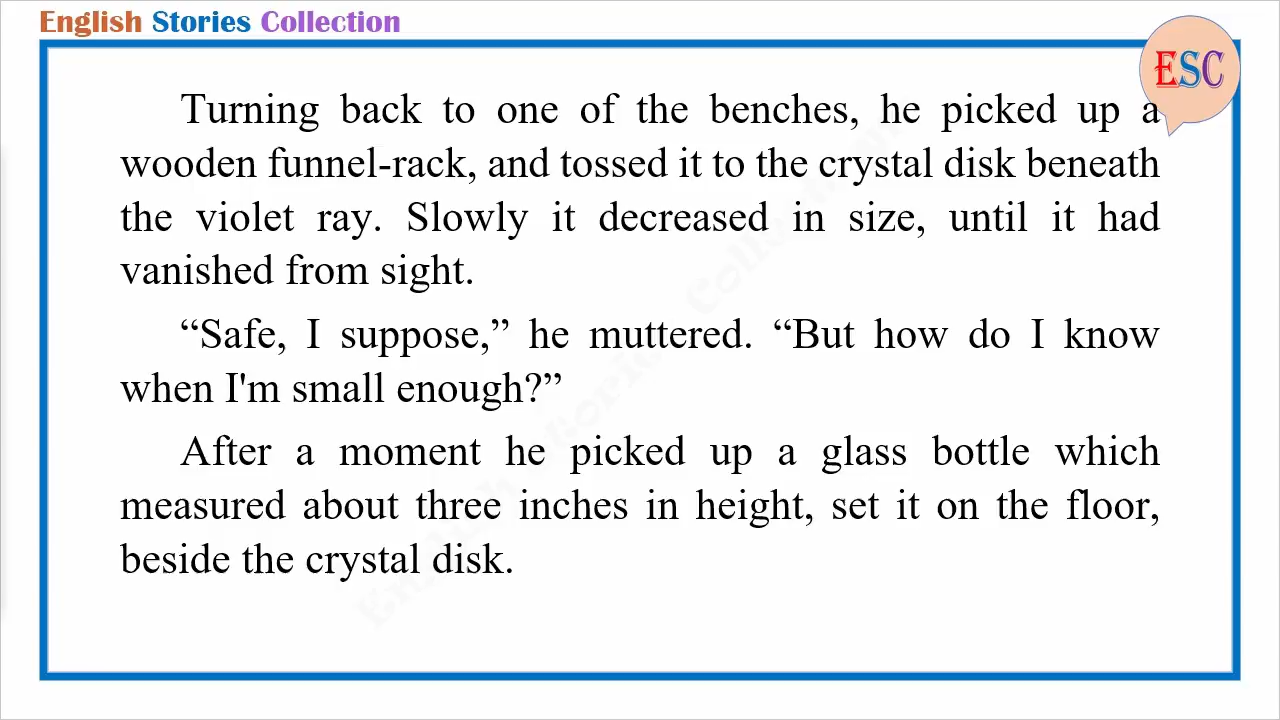 English Stories Collection
ESC
Turning back to one of the benches, he picked up a
wooden funnel-rack, and tossed it to the crystal disk beneath
the violet ray. Slowly it decreased in size, until it had
vanished from sight.
“Safe, I suppose,” he muttered. “But how do I know
when I'm small enough?”
After a moment he picked up a glass bottle which
measured about three inches in height, set it on the floor,
beside the crystal disk.
English Stories Collection